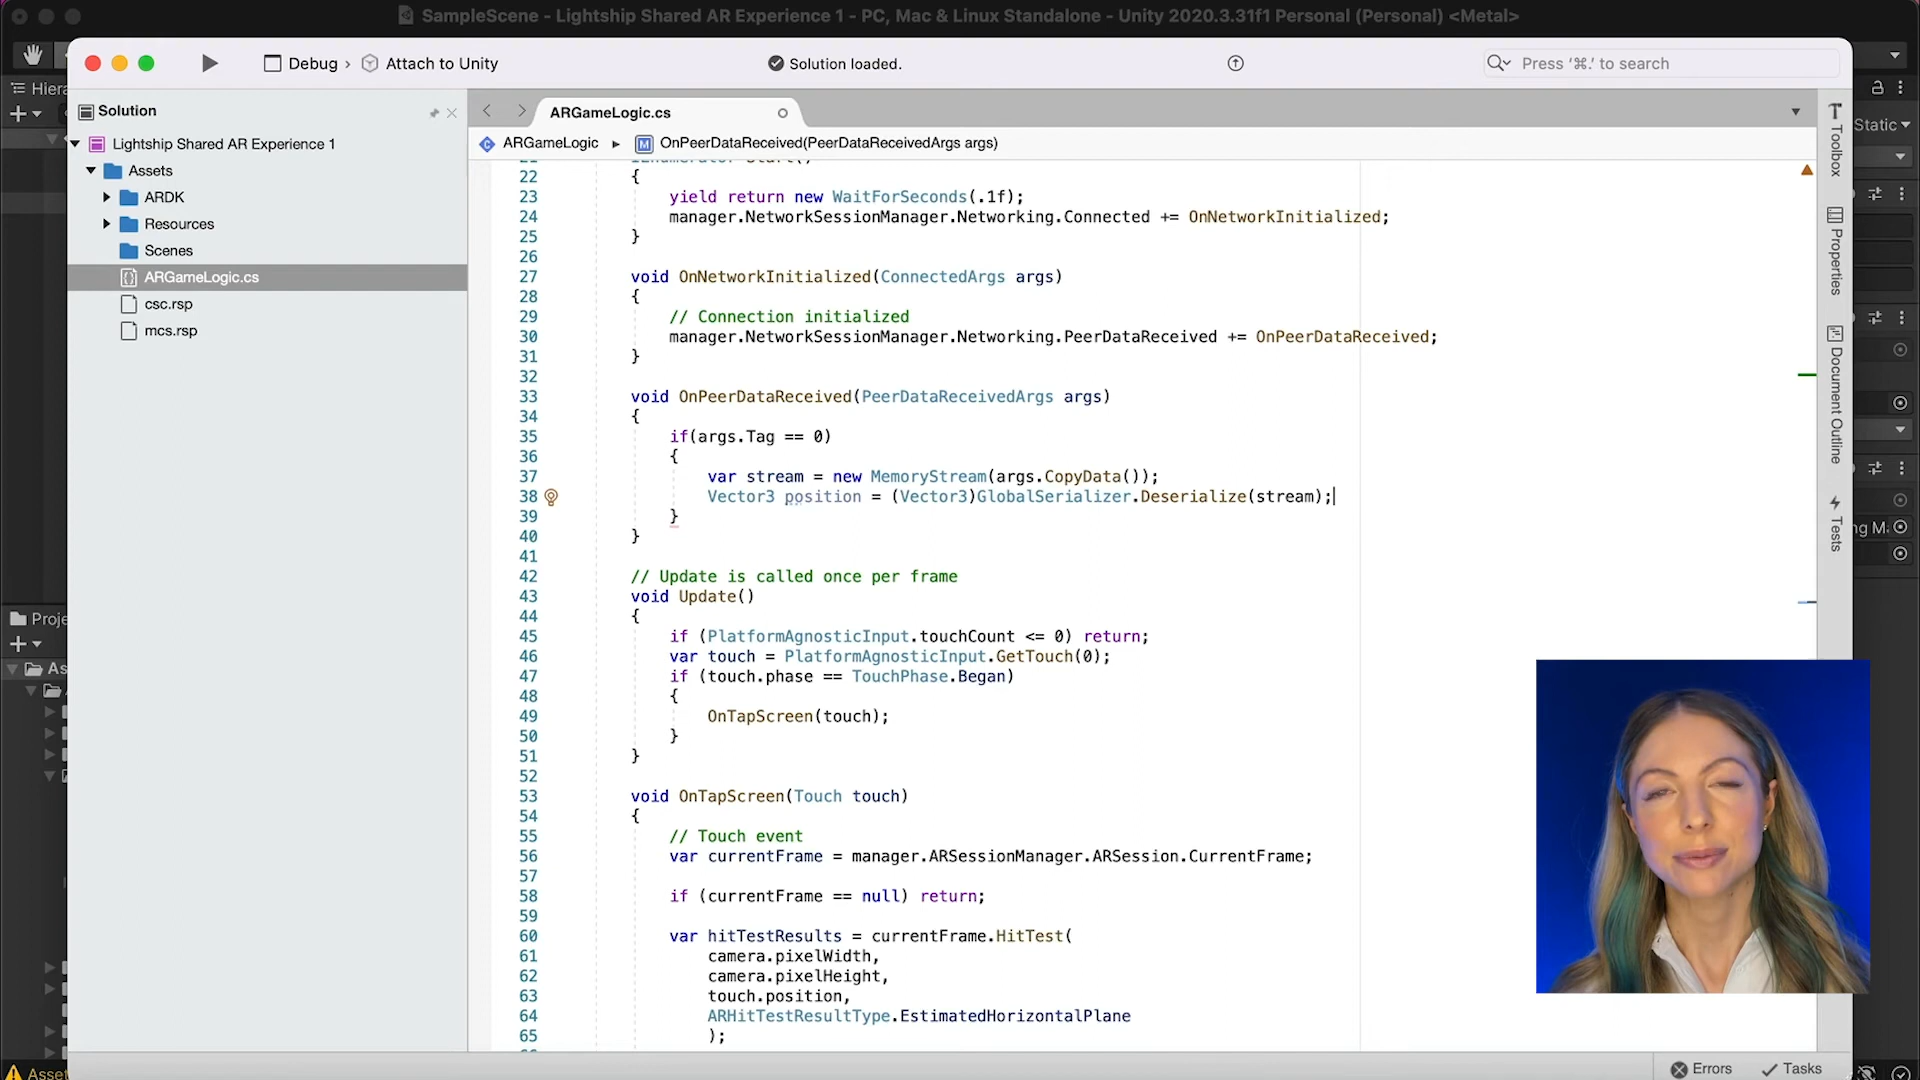 SampleScene - Lightship Shared AR Experience 1 - PC, Mac & Linux Standalone - Unity 2020.3.31f1 Personal (Personal) <Metal>
Debug › Attach to Unity
Solution loaded.
Press ‘⌘.’ to search
Hiera
Static
Solution
ARGameLogic.cs
Lightship Shared AR Experience 1
ARGameLogic ▸ OnPeerDataReceived(PeerDataReceivedArgs args)
Assets
ARDK
Resources
Scenes
ARGameLogic.cs
csc.rsp
mcs.rsp
Toolbox
Properties
Document Outline
Tests
22 {
23 yield return new WaitForSeconds(.1f);
24 manager.NetworkSessionManager.Networking.Connected += OnNetworkInitialized;
25 }
26
27 void OnNetworkInitialized(ConnectedArgs args)
28 {
29 // Connection initialized
30 manager.NetworkSessionManager.Networking.PeerDataReceived += OnPeerDataReceived;
31 }
32
33 void OnPeerDataReceived(PeerDataReceivedArgs args)
34 {
35 if(args.Tag == 0)
36 {
37 var stream = new MemoryStream(args.CopyData());
38 Vector3 position = (Vector3)GlobalSerializer.Deserialize(stream);
39 }
40 }
41
42 // Update is called once per frame
43 void Update()
44 {
45 if (PlatformAgnosticInput.touchCount <= 0) return;
46 var touch = PlatformAgnosticInput.GetTouch(0);
47 if (touch.phase == TouchPhase.Began)
48 {
49 OnTapScreen(touch);
50 }
51 }
52
53 void OnTapScreen(Touch touch)
54 {
55 // Touch event
56 var currentFrame = manager.ARSessionManager.ARSession.CurrentFrame;
57
58 if (currentFrame == null) return;
59
60 var hitTestResults = currentFrame.HitTest(
61 camera.pixelWidth,
62 camera.pixelHeight,
63 touch.position,
64 ARHitTestResultType.EstimatedHorizontalPlane
65 );
ng M
Proje
As
Asset
Errors
Tasks